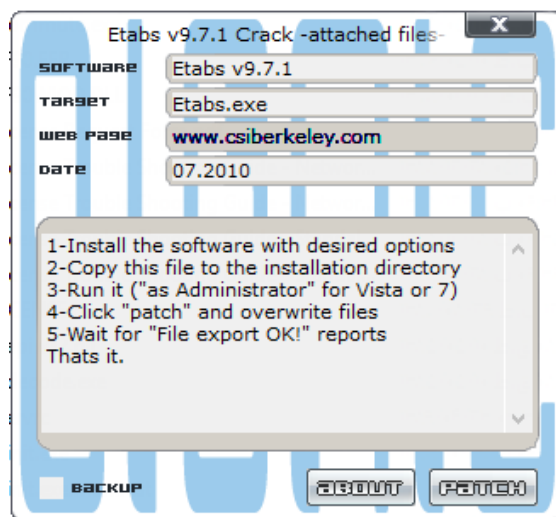 Etabs v9.7.1 Crack -attached files-
X
SOFTWARE Etabs v9.7.1
TARGET Etabs.exe
WEB PAGE www.csiberkeley.com
DATE 07.2010
1-Install the software with desired options
2-Copy this file to the installation directory
3-Run it ("as Administrator" for Vista or 7)
4-Click "patch" and overwrite files
5-Wait for "File export OK!" reports
Thats it.
BACKUP ABOUT PATCH